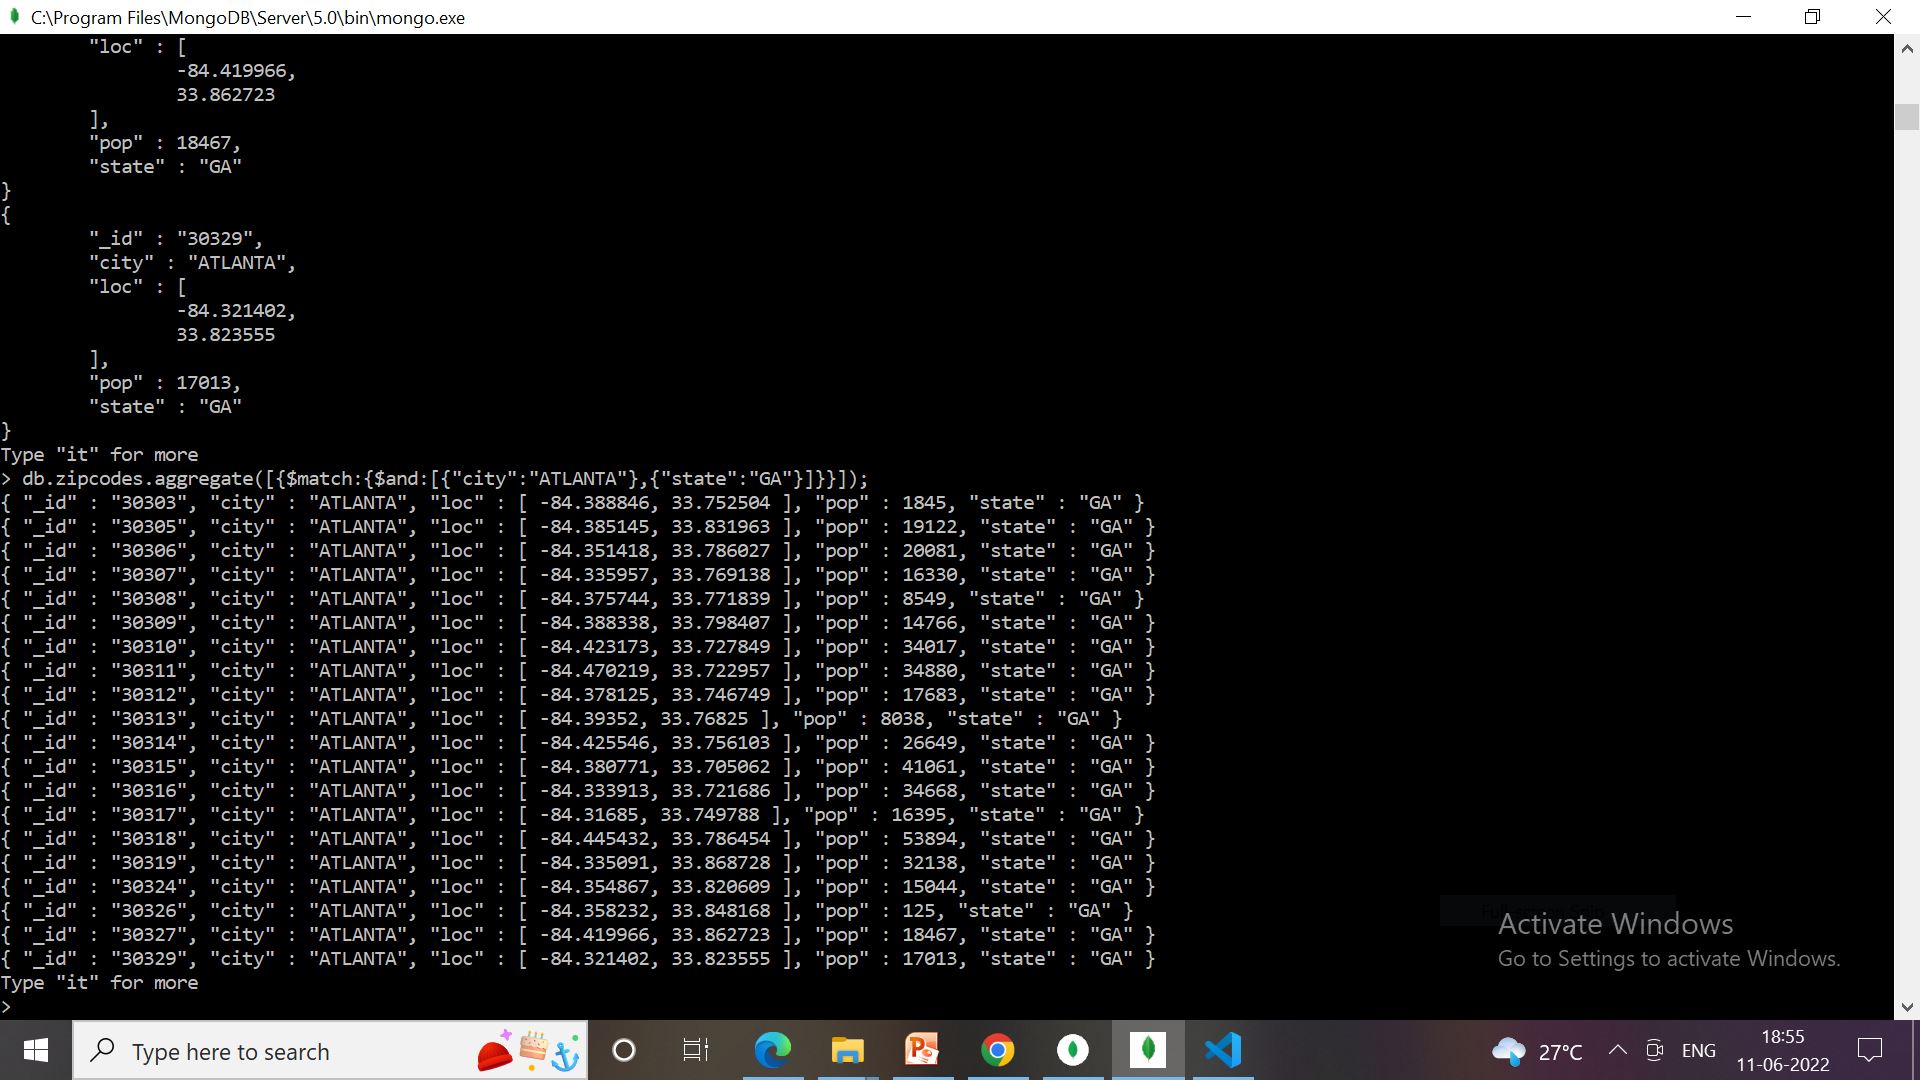 C:\Program Files\MongoDB\Server\5.0\bin\mongo.exe
"loc" : [
-84.419966,
33.862723
],
"pop" : 18467,
"state" : "GA"
}
{
"_id" : "30329",
"city" : "ATLANTA",
"loc" : [
-84.321402,
33.823555
],
"pop" : 17013,
"state" : "GA"
}
Type "it" for more
> db.zipcodes.aggregate([{$match:{$and:[{"city":"ATLANTA"},{"state":"GA"}]}}]);
{ "_id" : "30303", "city" : "ATLANTA", "loc" : [ -84.388846, 33.752504 ], "pop" : 1845, "state" : "GA" }
{ "_id" : "30305", "city" : "ATLANTA", "loc" : [ -84.385145, 33.831963 ], "pop" : 19122, "state" : "GA" }
{ "_id" : "30306", "city" : "ATLANTA", "loc" : [ -84.351418, 33.786027 ], "pop" : 20081, "state" : "GA" }
{ "_id" : "30307", "city" : "ATLANTA", "loc" : [ -84.335957, 33.769138 ], "pop" : 16330, "state" : "GA" }
{ "_id" : "30308", "city" : "ATLANTA", "loc" : [ -84.375744, 33.771839 ], "pop" : 8549, "state" : "GA" }
{ "_id" : "30309", "city" : "ATLANTA", "loc" : [ -84.388338, 33.798407 ], "pop" : 14766, "state" : "GA" }
{ "_id" : "30310", "city" : "ATLANTA", "loc" : [ -84.423173, 33.727849 ], "pop" : 34017, "state" : "GA" }
{ "_id" : "30311", "city" : "ATLANTA", "loc" : [ -84.470219, 33.722957 ], "pop" : 34880, "state" : "GA" }
{ "_id" : "30312", "city" : "ATLANTA", "loc" : [ -84.378125, 33.746749 ], "pop" : 17683, "state" : "GA" }
{ "_id" : "30313", "city" : "ATLANTA", "loc" : [ -84.39352, 33.76825 ], "pop" : 8038, "state" : "GA" }
{ "_id" : "30314", "city" : "ATLANTA", "loc" : [ -84.425546, 33.756103 ], "pop" : 26649, "state" : "GA" }
{ "_id" : "30315", "city" : "ATLANTA", "loc" : [ -84.380771, 33.705062 ], "pop" : 41061, "state" : "GA" }
{ "_id" : "30316", "city" : "ATLANTA", "loc" : [ -84.333913, 33.721686 ], "pop" : 34668, "state" : "GA" }
{ "_id" : "30317", "city" : "ATLANTA", "loc" : [ -84.31685, 33.749788 ], "pop" : 16395, "state" : "GA" }
{ "_id" : "30318", "city" : "ATLANTA", "loc" : [ -84.445432, 33.786454 ], "pop" : 53894, "state" : "GA" }
{ "_id" : "30319", "city" : "ATLANTA", "loc" : [ -84.335091, 33.868728 ], "pop" : 32138, "state" : "GA" }
{ "_id" : "30324", "city" : "ATLANTA", "loc" : [ -84.354867, 33.820609 ], "pop" : 15044, "state" : "GA" }
{ "_id" : "30326", "city" : "ATLANTA", "loc" : [ -84.358232, 33.848168 ], "pop" : 125, "state" : "GA" }
{ "_id" : "30327", "city" : "ATLANTA", "loc" : [ -84.419966, 33.862723 ], "pop" : 18467, "state" : "GA" }
{ "_id" : "30329", "city" : "ATLANTA", "loc" : [ -84.321402, 33.823555 ], "pop" : 17013, "state" : "GA" }
Type "it" for more
>
Activate Windows
Go to Settings to activate Windows.
Type here to search
27°C
ENG
18:55
11-06-2022